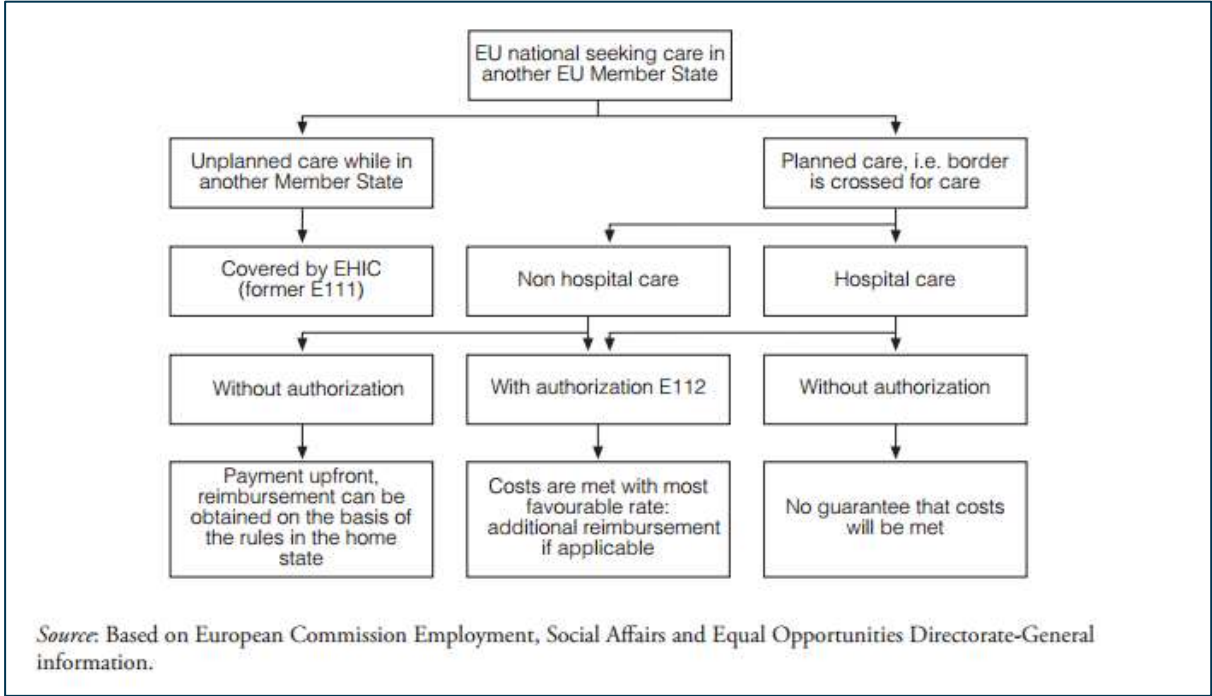 EU national seeking care in
another EU Member State
Unplanned care while in
another Member State
Planned care, i.e. border
is crossed for care
Covered by EHIC
(former E111)
Non hospital care
Hospital care
Without authorization
With authorization E112
Without authorization
Payment upfront,
reimbursement can be
obtained on the basis of
the rules in the home
state
Costs are met with most
favourable rate:
additional reimbursement
if applicable
No guarantee that costs
will be met
Source: Based on European Commission Employment, Social Affairs and Equal Opportunities Directorate-General
information.